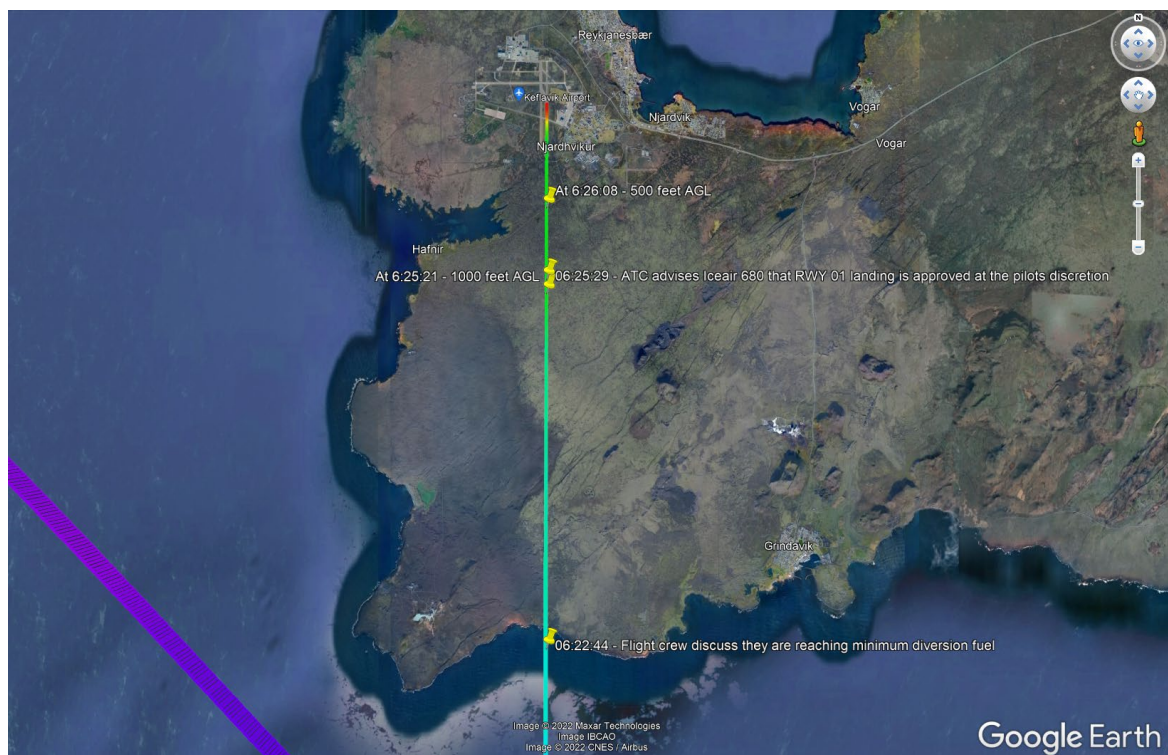 N
Reykjanesbær
Keflavik Airport
Vogar
Njardvik
Vogar
Njardhvikur
At 6:26:08 - 500 feet AGL
Hafnir
At 6:25:21 - 1000 feet AGL
06:25:29 - ATC advises Iceair 680 that RWY 01 landing is approved at the pilots discretion
Grindavik
06:22:44 - Flight crew discuss they are reaching minimum diversion fuel
Image © 2022 Maxar Technologies
Image IBCAO
Image © 2022 CNES / Airbus
Google Earth